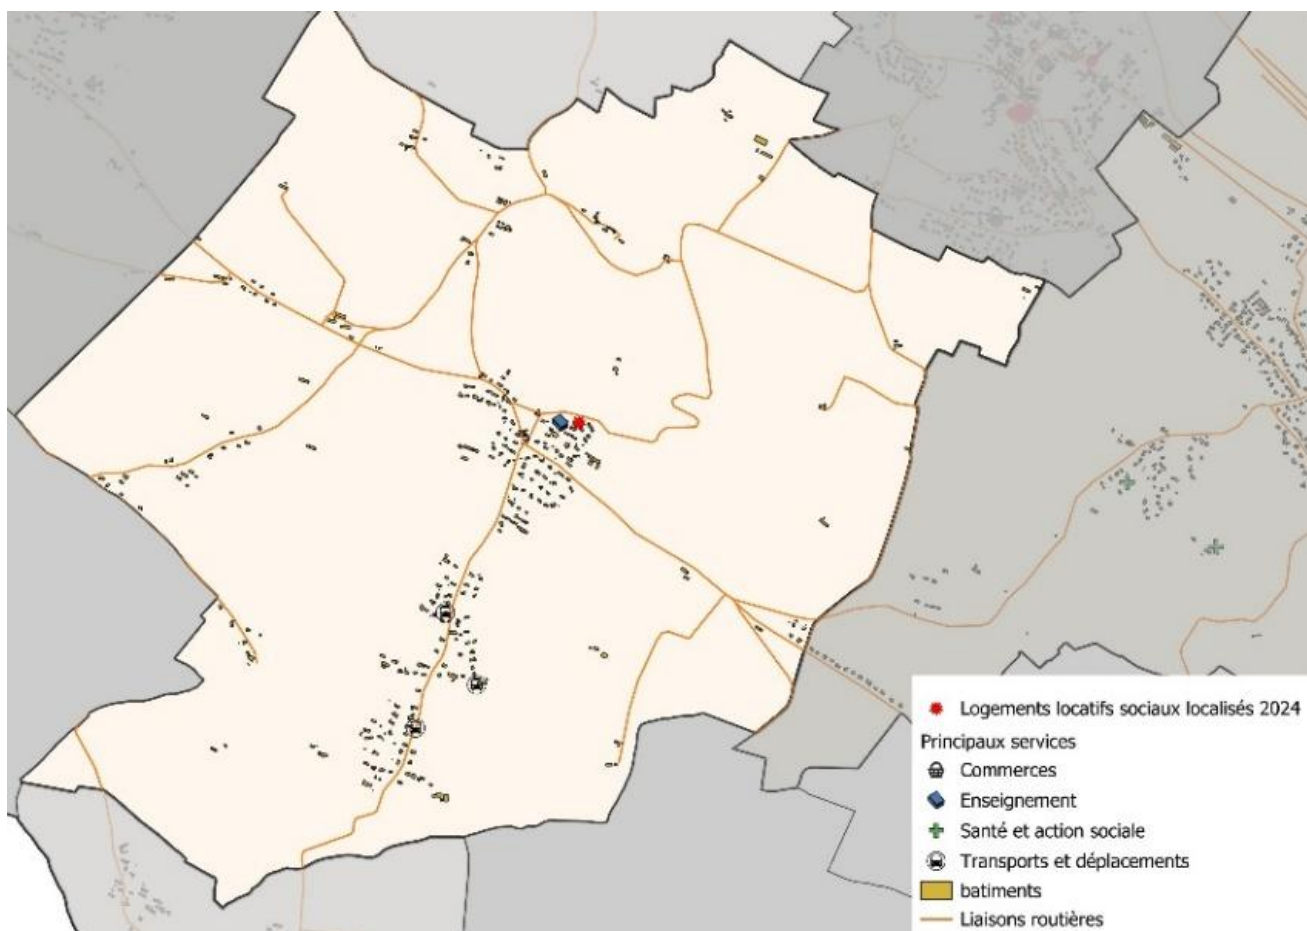 Logements locatifs sociaux localisés 2024
Principaux services
Commerces
Enseignement
Santé et action sociale
Transports et déplacements
batiments
Liaisons routières